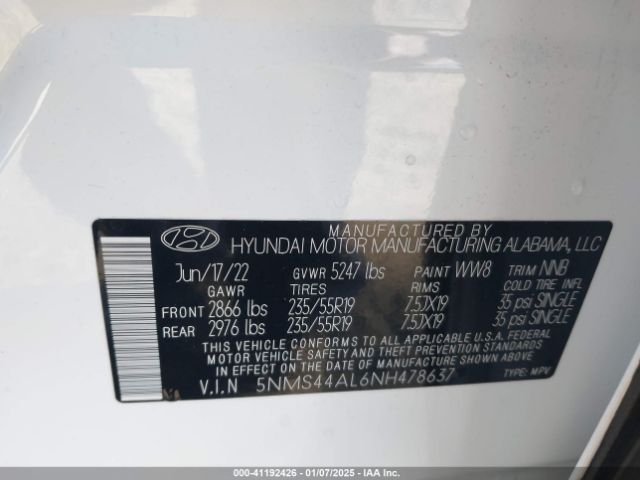 MANUFACTURED BY
HYUNDAI MOTOR MANUFACTURING ALABAMA, LLC
Jun/17/22 GVWR 5247 lbs PAINT WW8 TRIM NNB
GAWR TIRES RIMS COLD TIRE INFL
FRONT 2866 lbs 235/55R19 7.5JX19 35 psi SINGLE
REAR 2976 lbs 235/55R19 7.5JX19 35 psi SINGLE
THIS VEHICLE CONFORMS TO ALL APPLICABLE U.S.A. FEDERAL
MOTOR VEHICLE SAFETY AND THEFT PREVENTION STANDARDS
IN EFFECT ON THE DATE OF MANUFACTURE SHOWN ABOVE.
V.I.N 5NMS44AL6NH478637 TYPE: MPV
00-41192426 - 01/07/2025 - IAA Inc.